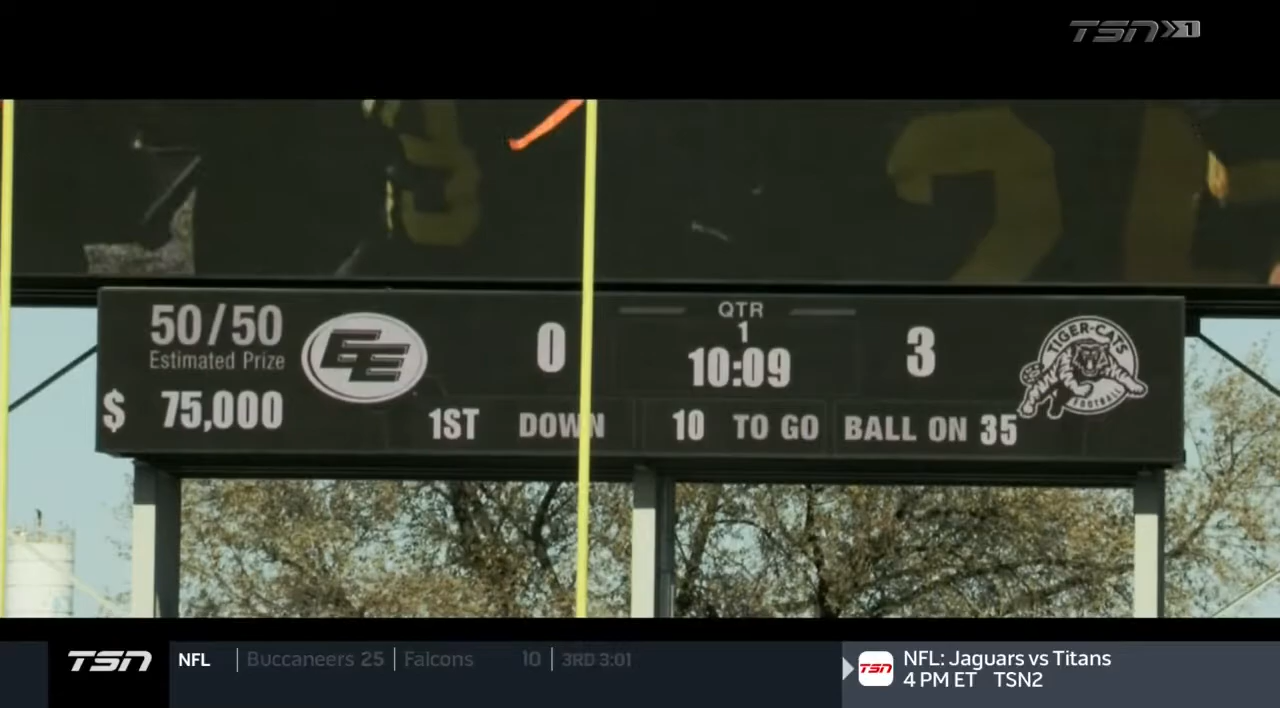 TSN 1
50/50
Estimated Prize
$ 75,000
EE
0
QTR
1
10:09
3
TIGER-CATS
FOOTBALL
1ST DOWN 10 TO GO BALL ON 35
TSN NFL Buccaneers 25 Falcons 10 3RD 3:01
TSN NFL: Jaguars vs Titans
4 PM ET TSN2